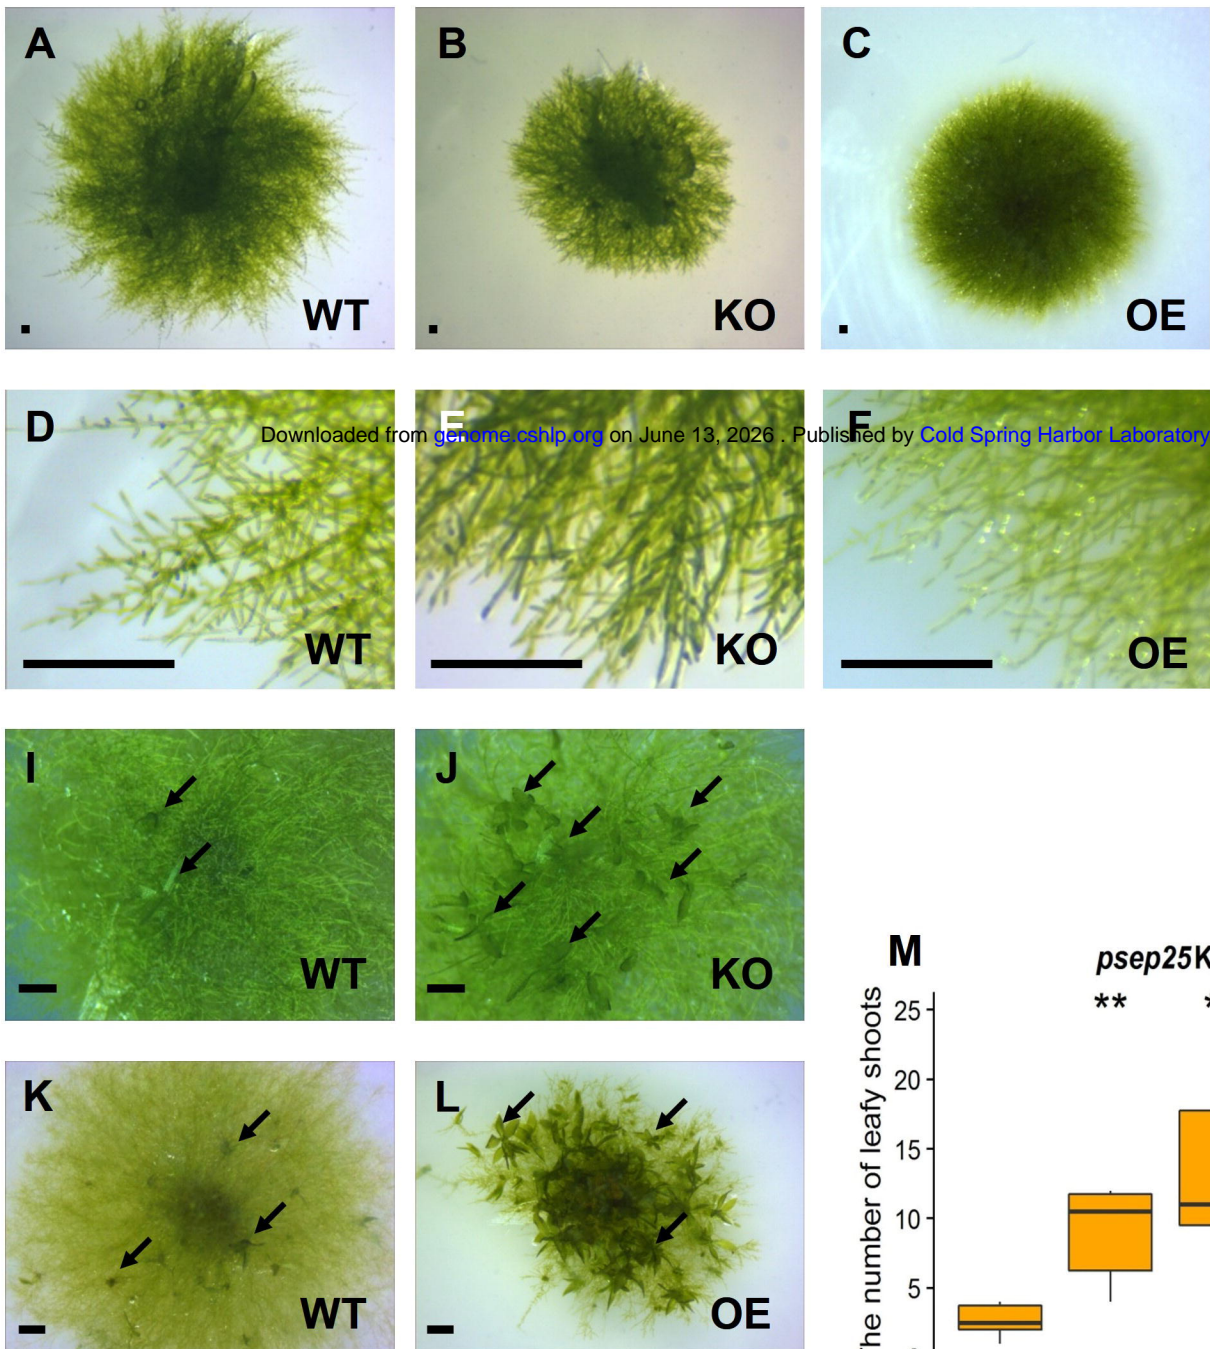 A
B
C
WT
KO
OE
D
E
F
Downloaded from genome.cshlp.org on June 13, 2026 . Published by Cold Spring Harbor Laboratory
WT
KO
OE
I
J
WT
KO
M
psep25K
**
The number of leafy shoots
25
20
15
10
5
K
L
WT
OE